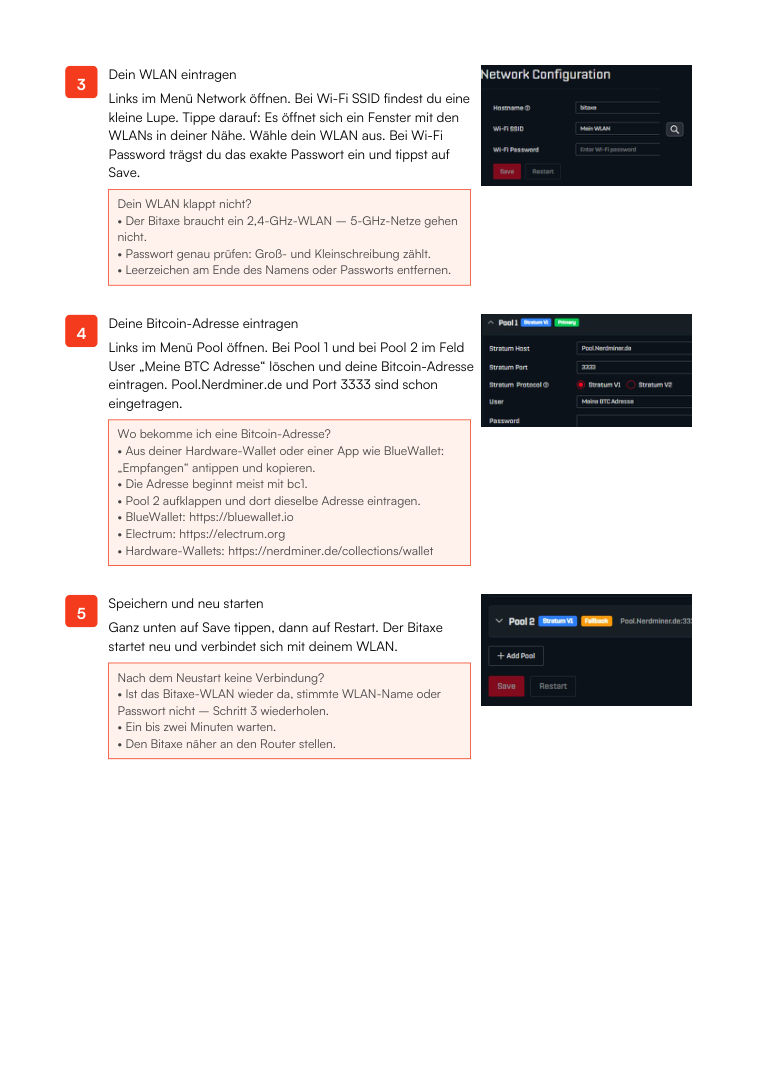 3
Dein WLAN eintragen
Links im Menü Network öffnen. Bei Wi-Fi SSID findest du eine
kleine Lupe. Tippe darauf: Es öffnet sich ein Fenster mit den
WLANs in deiner Nähe. Wähle dein WLAN aus. Bei Wi-Fi
Password trägst du das exakte Passwort ein und tippst auf
Save.
Dein WLAN klappt nicht?
• Der Bitaxe braucht ein 2,4-GHz-WLAN – 5-GHz-Netze gehen
nicht.
• Passwort genau prüfen: Groß- und Kleinschreibung zählt.
• Leerzeichen am Ende des Namens oder Passworts entfernen.
Network Configuration
Hostname
bitaxe
Wi-Fi SSID
Mein WLAN
Wi-Fi Password
Enter Wi-Fi password
Save
Restart
4
Deine Bitcoin-Adresse eintragen
Links im Menü Pool öffnen. Bei Pool 1 und bei Pool 2 im Feld
User „Meine BTC Adresse“ löschen und deine Bitcoin-Adresse
eintragen. Pool.Nerdminer.de und Port 3333 sind schon
eingetragen.
Wo bekomme ich eine Bitcoin-Adresse?
• Aus deiner Hardware-Wallet oder einer App wie BlueWallet:
„Empfangen“ antippen und kopieren.
• Die Adresse beginnt meist mit bc1.
• Pool 2 aufklappen und dort dieselbe Adresse eintragen.
• BlueWallet: https://bluewallet.io
• Electrum: https://electrum.org
• Hardware-Wallets: https://nerdminer.de/collections/wallet
Pool 1 Stratum V1 Primary
Stratum Host
Pool.Nerdminer.de
Stratum Port
3333
Stratum Protocol
Stratum V1 Stratum V2
User
Meine BTC Adresse
Password
5
Speichern und neu starten
Ganz unten auf Save tippen, dann auf Restart. Der Bitaxe
startet neu und verbindet sich mit deinem WLAN.
Nach dem Neustart keine Verbindung?
• Ist das Bitaxe-WLAN wieder da, stimmte WLAN-Name oder
Passwort nicht – Schritt 3 wiederholen.
• Ein bis zwei Minuten warten.
• Den Bitaxe näher an den Router stellen.
Pool 2 Stratum V1 Fallback Pool.Nerdminer.de:333
+ Add Pool
Save
Restart